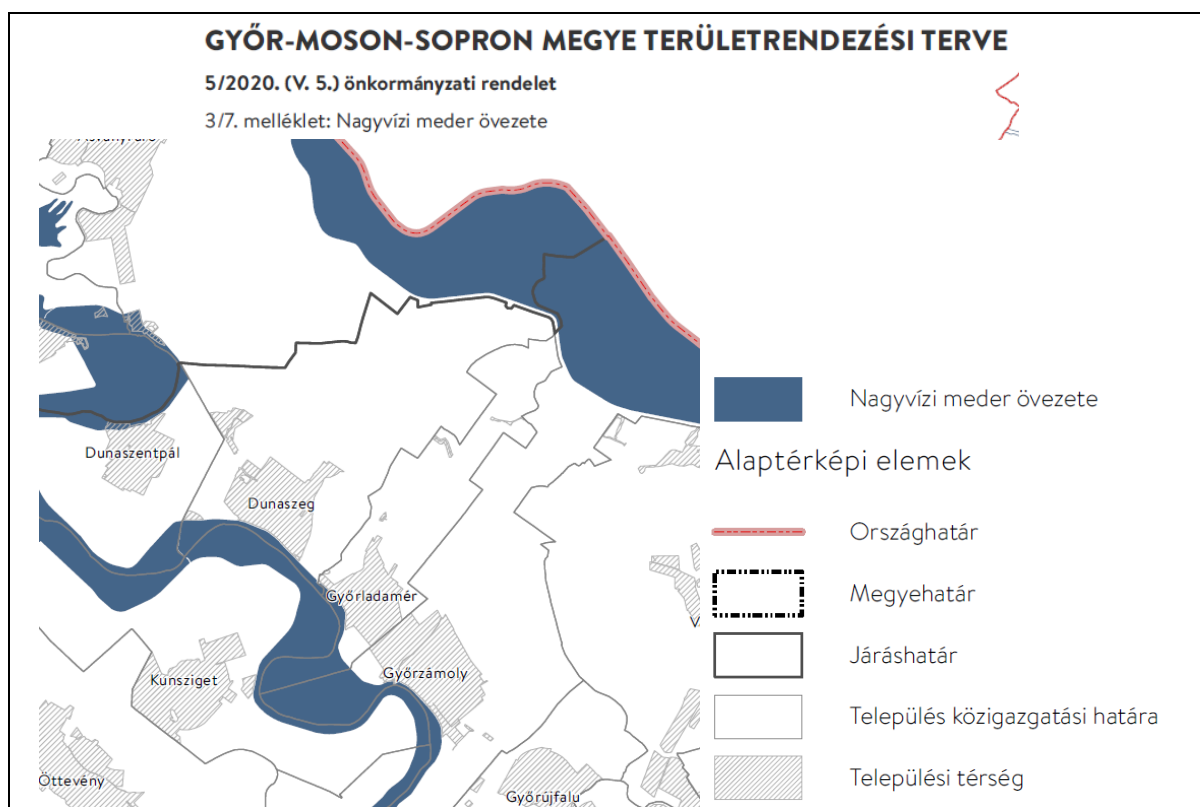 GYŐR-MOSON-SOPRON MEGYE TERÜLETRENDEZÉSI TERVE
5/2020. (V. 5.) önkormányzati rendelet
3/7. melléklet: Nagyvízi meder övezete
Dunaszentpál
Dunaszeg
Győrladamér
Kunsziget
Győrzámoly
Öttevény
Győrújfalu
Nagyvízi meder övezete
Alaptérképi elemek
Országhatár
Megyehatár
Járáshatár
Település közigazgatási határa
Települési térség